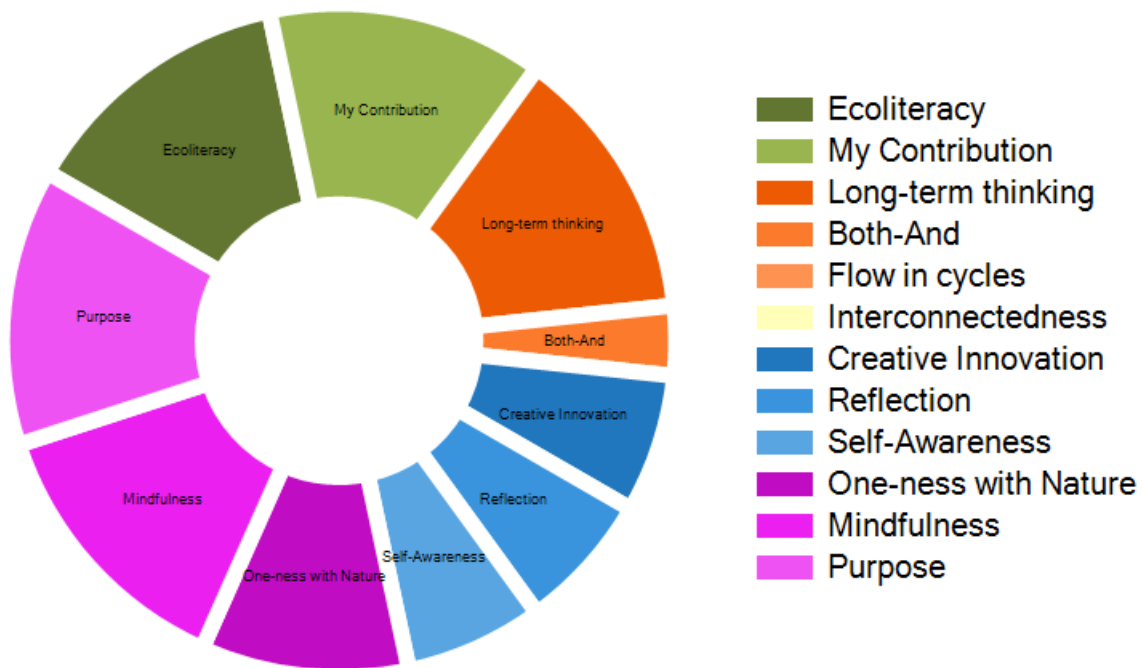 My Contribution
Ecoliteracy
Long-term thinking
Purpose
Both-And
Creative Innovation
Mindfulness
Reflection
Self-Awareness
One-ness with Nature
Ecoliteracy
My Contribution
Long-term thinking
Both-And
Flow in cycles
Interconnectedness
Creative Innovation
Reflection
Self-Awareness
One-ness with Nature
Mindfulness
Purpose